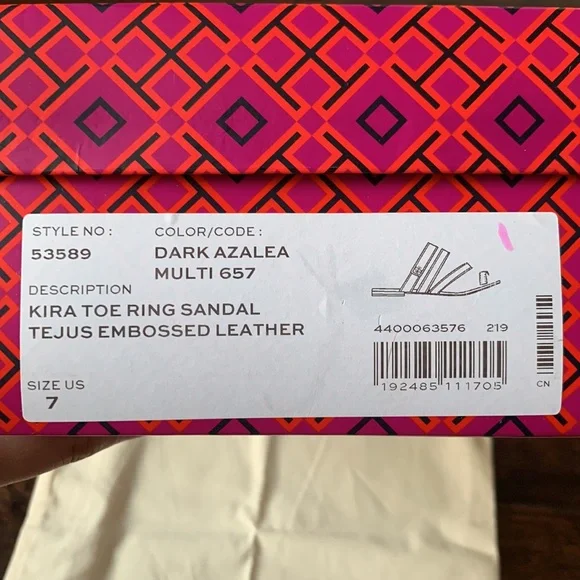 STYLE NO :
53589
COLOR/CODE :
DARK AZALEA
MULTI 657
DESCRIPTION
KIRA TOE RING SANDAL
TEJUS EMBOSSED LEATHER
SIZE US
7
4400063576 219
192485 111705
CN